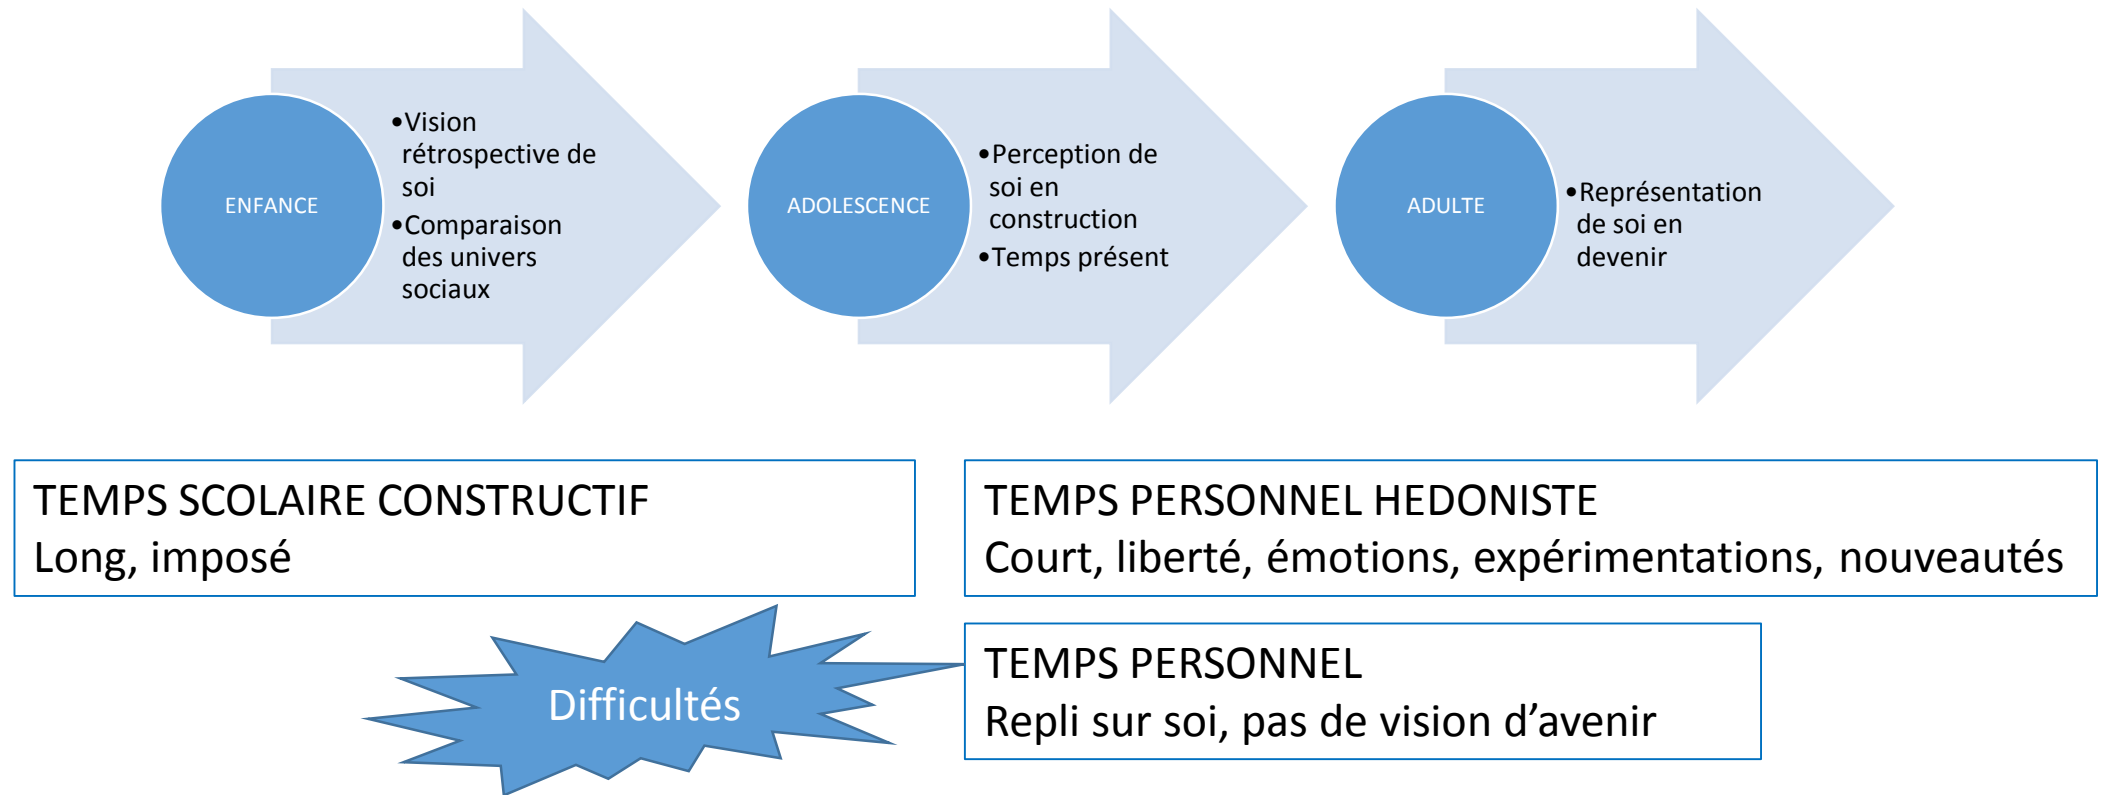 ENFANCE
•Vision
rétrospective de
soi
•Comparaison
des univers
sociaux
ADOLESCENCE
•Perception de
soi en
construction
•Temps présent
ADULTE
•Représentation
de soi en
devenir
TEMPS SCOLAIRE CONSTRUCTIF
Long, imposé
TEMPS PERSONNEL HEDONISTE
Court, liberté, émotions, expérimentations, nouveautés
Difficultés
TEMPS PERSONNEL
Repli sur soi, pas de vision d’avenir